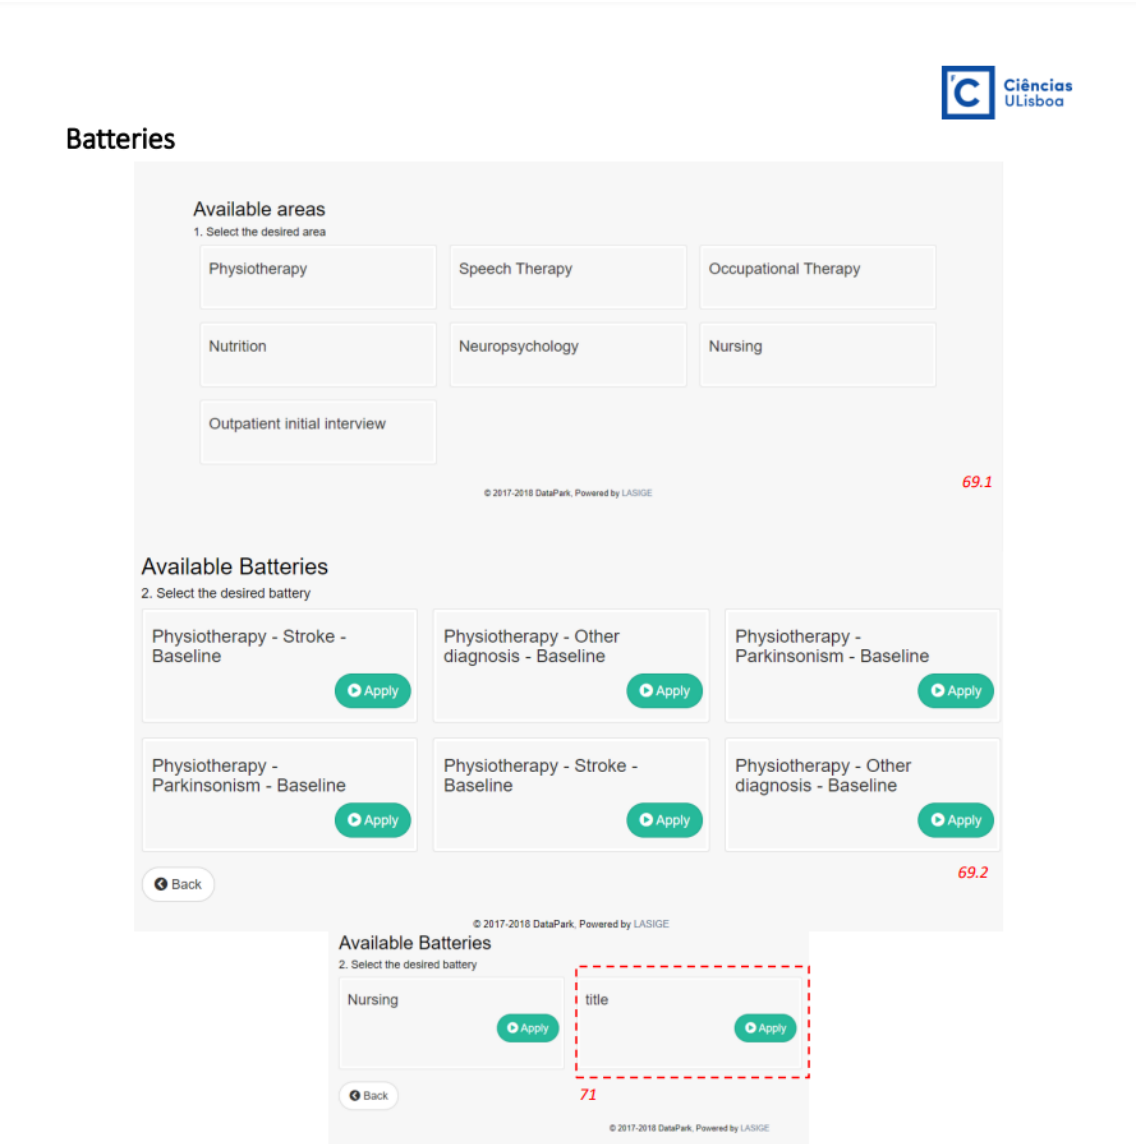 C
Ciências
ULisboa
Batteries
Available areas
1. Select the desired area
Physiotherapy
Speech Therapy
Occupational Therapy
Nutrition
Neuropsychology
Nursing
Outpatient initial interview
69.1
© 2017-2018 DataPark, Powered by LASIGE
Available Batteries
2. Select the desired battery
Physiotherapy - Stroke -
Baseline
Apply
Physiotherapy - Other
diagnosis - Baseline
Apply
Physiotherapy -
Parkinsonism - Baseline
Apply
Physiotherapy -
Parkinsonism - Baseline
Apply
Physiotherapy - Stroke -
Baseline
Apply
Physiotherapy - Other
diagnosis - Baseline
Apply
Back
69.2
© 2017-2018 DataPark, Powered by LASIGE
Available Batteries
2. Select the desired battery
Nursing
Apply
title
Apply
Back
71
© 2017-2018 DataPark, Powered by LASIGE